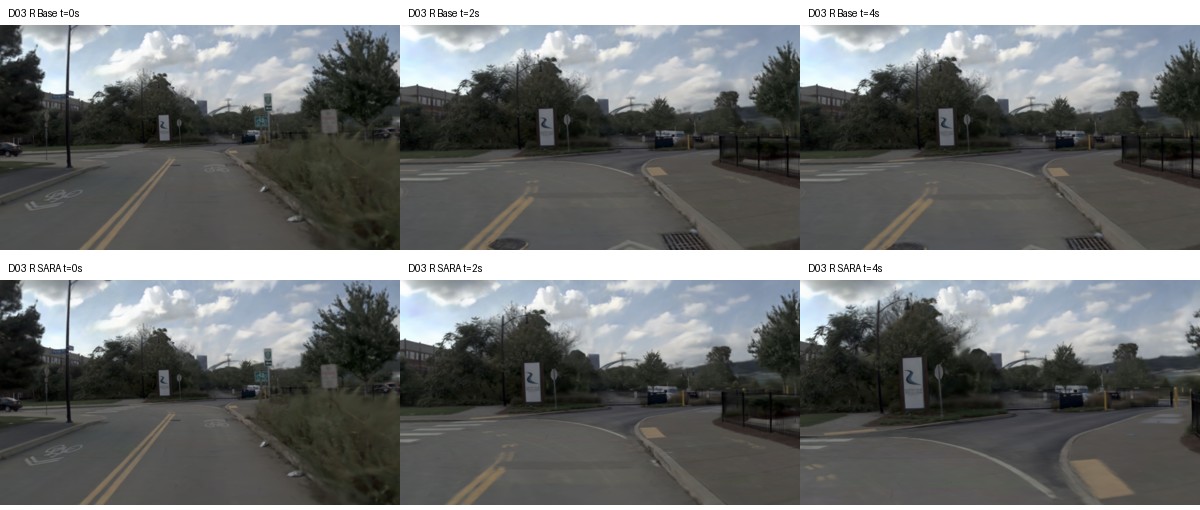 D03 R Base t=0s
D03 R Base t=2s
D03 R Base t=4s
D03 R SARA t=0s
D03 R SARA t=2s
D03 R SARA t=4s